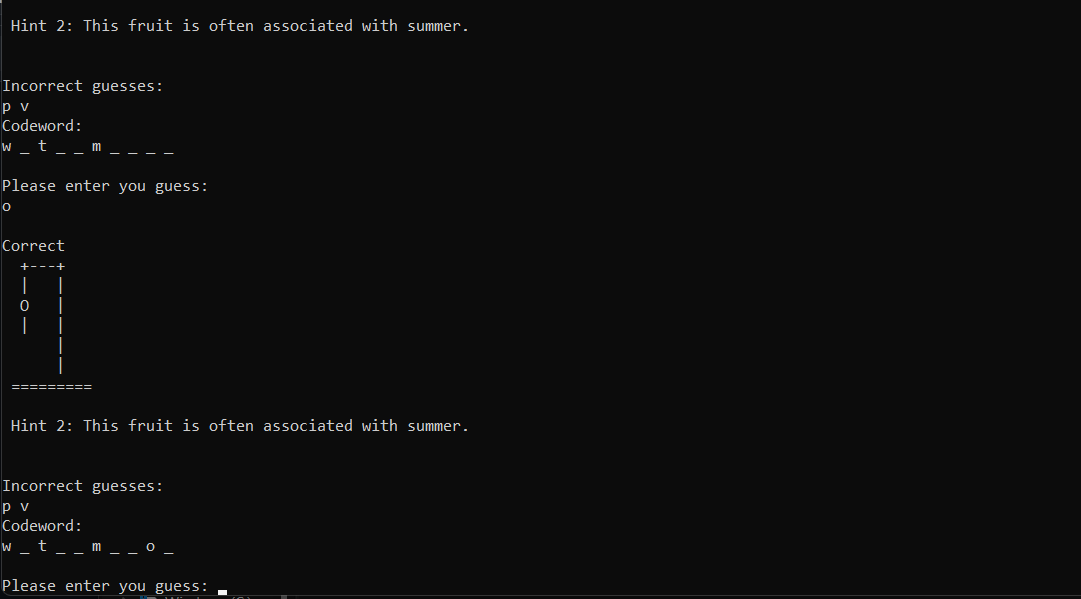 Hint 2: This fruit is often associated with summer.
Incorrect guesses:
p v
Codeword:
w _ t _ _ m _ _ _ _
Please enter you guess:
o
Correct
+---+
|   |
O   |
|   |
    |
    |
=========
Hint 2: This fruit is often associated with summer.
Incorrect guesses:
p v
Codeword:
w _ t _ _ m _ _ o _
Please enter you guess: